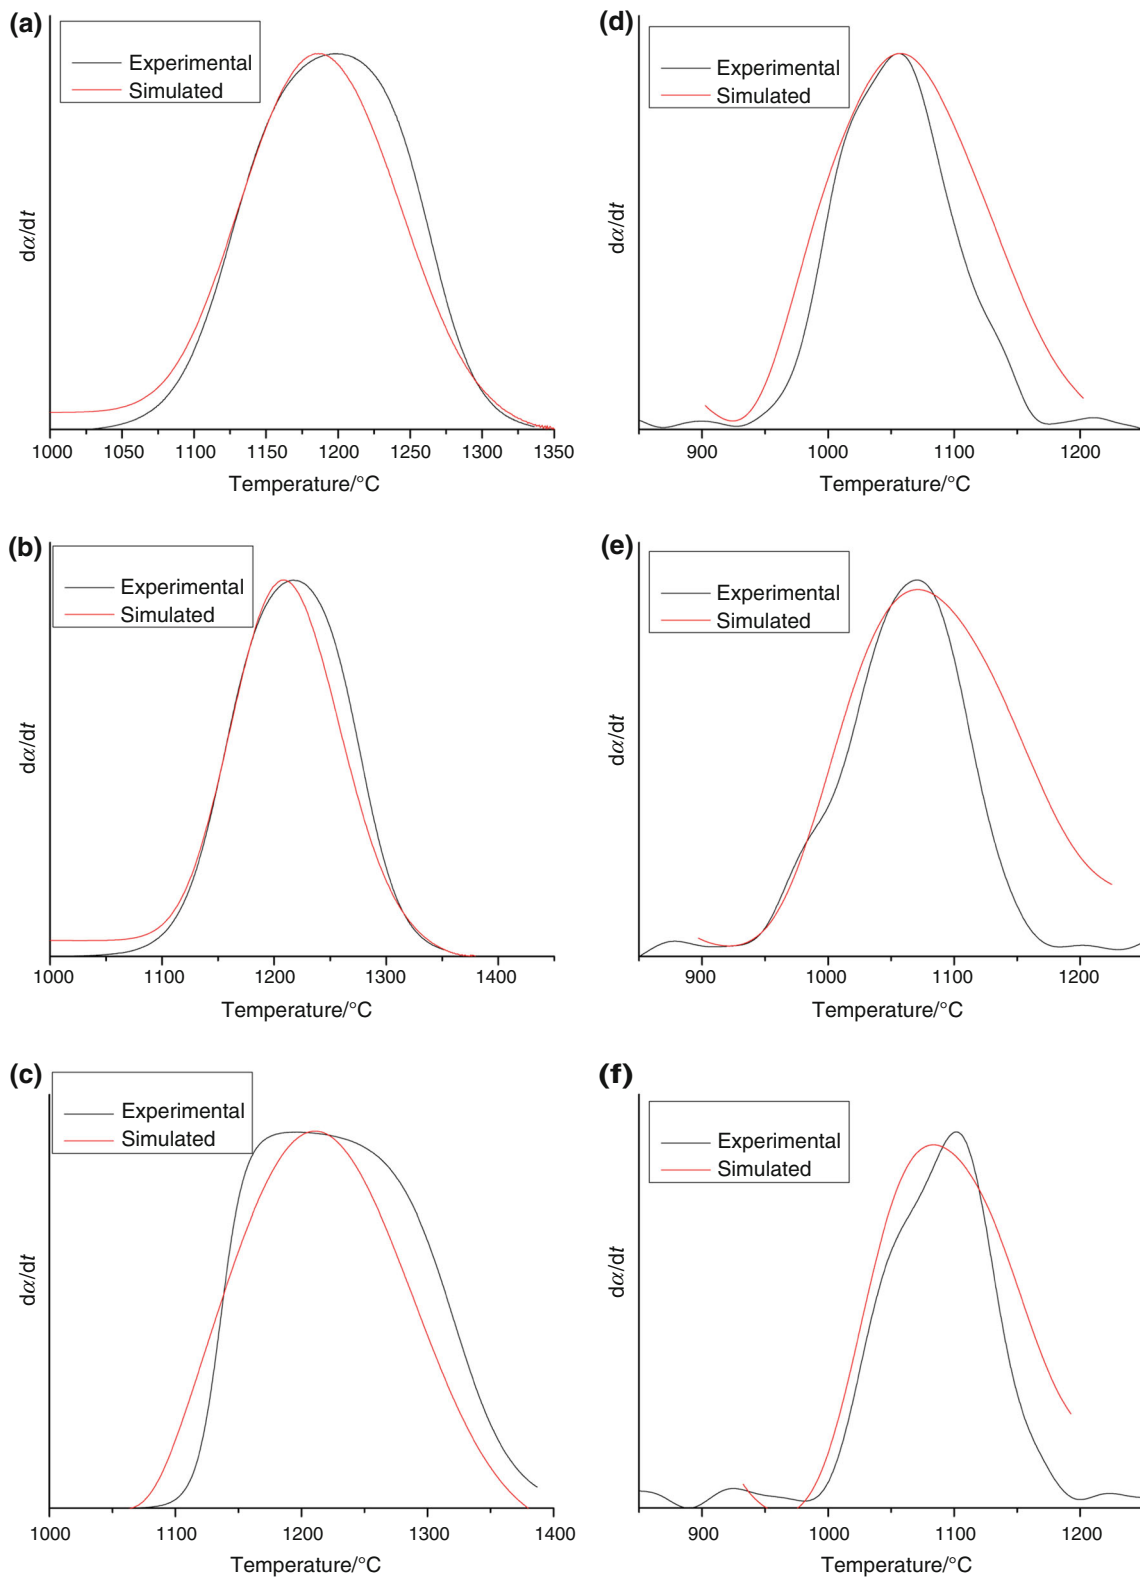 (a)
Experimental
Simulated
dα/dt
1000 1050 1100 1150 1200 1250 1300 1350
Temperature/°C
(d)
Experimental
Simulated
dα/dt
900 1000 1100 1200
Temperature/°C
(b)
Experimental
Simulated
dα/dt
1000 1100 1200 1300 1400
Temperature/°C
(e)
Experimental
Simulated
dα/dt
900 1000 1100 1200
Temperature/°C
(c)
Experimental
Simulated
dα/dt
1000 1100 1200 1300 1400
Temperature/°C
(f)
Experimental
Simulated
dα/dt
900 1000 1100 1200
Temperature/°C